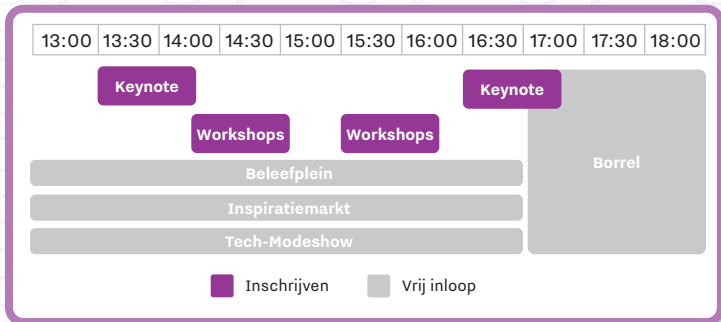 13:00 13:30 14:00 14:30 15:00 15:30 16:00 16:30 17:00 17:30 18:00
Keynote Keynote
Workshops Workshops
Borrel
Beleefplein
Inspiratiemarkt
Tech-Modeshow
Inschrijven Vrij inloop